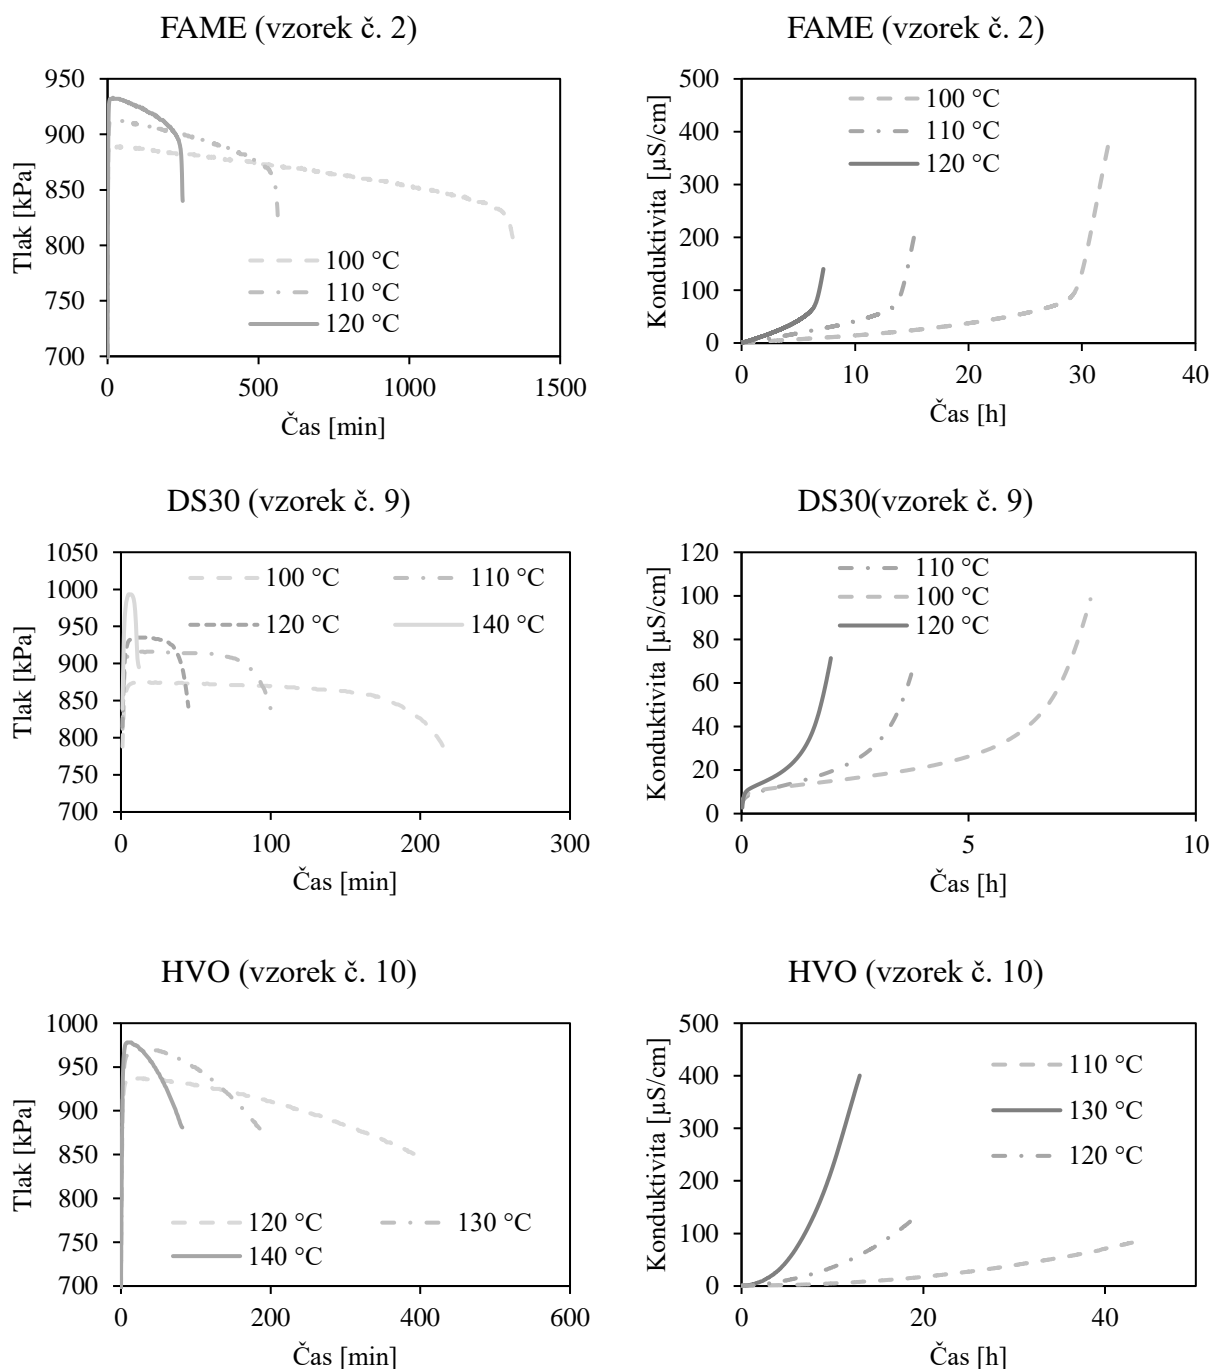 FAME (vzorek č. 2)
950
900
850
800
750
700
Tlak [kPa]
100 °C
110 °C
120 °C
0 500 1000 1500
Čas [min]
FAME (vzorek č. 2)
500
400
300
200
100
0
Konduktivita [µS/cm]
100 °C
110 °C
120 °C
0 10 20 30 40
Čas [h]
DS30 (vzorek č. 9)
1050
1000
950
900
850
800
750
700
Tlak [kPa]
100 °C 110 °C
120 °C 140 °C
0 100 200 300
Čas [min]
DS30(vzorek č. 9)
120
100
80
60
40
20
0
Konduktivita [µS/cm]
110 °C
100 °C
120 °C
0 5 10
Čas [h]
HVO (vzorek č. 10)
1000
950
900
850
800
750
700
Tlak [kPa]
120 °C 130 °C
140 °C
0 200 400 600
Čas [min]
HVO (vzorek č. 10)
500
400
300
200
100
0
Konduktivita [µS/cm]
110 °C
130 °C
120 °C
0 20 40
Čas [h]